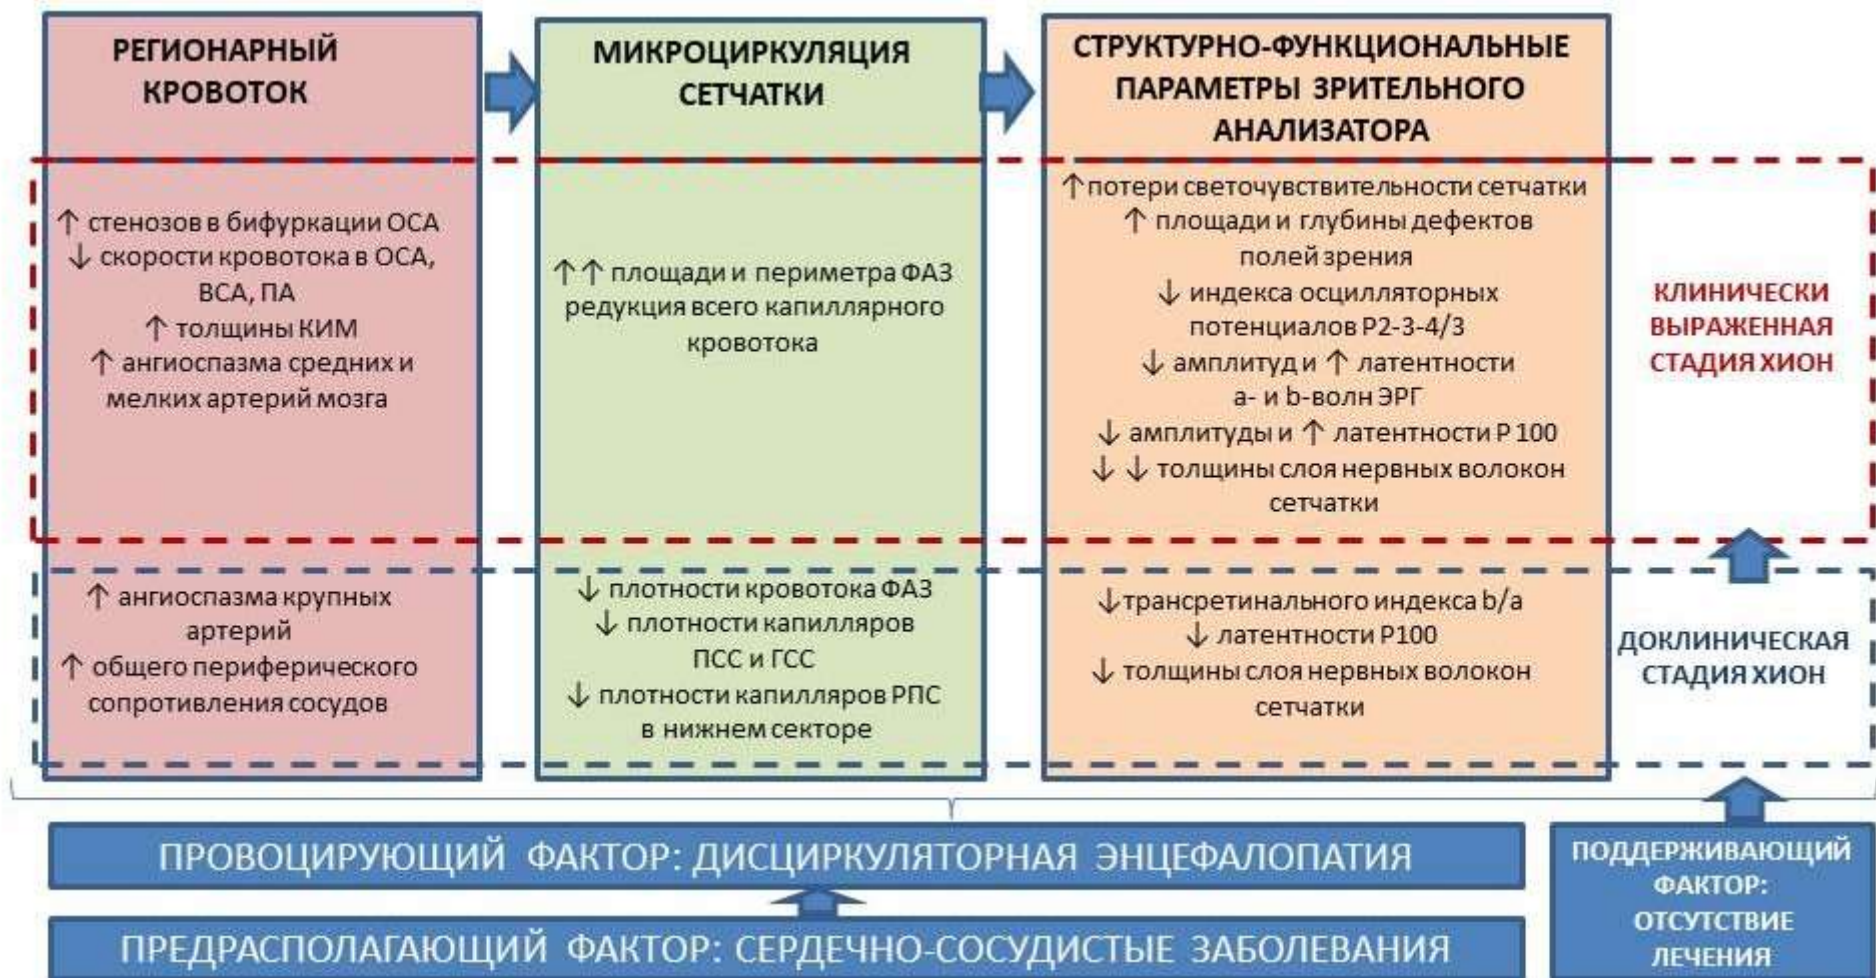 РЕГИОНАРНЫЙ
КРОВОТОК
МИКРОЦИРКУЛЯЦИЯ
СЕТЧАТКИ
СТРУКТУРНО-ФУНКЦИОНАЛЬНЫЕ
ПАРАМЕТРЫ ЗРИТЕЛЬНОГО
АНАЛИЗАТОРА
↑ стенозов в бифуркации ОСА
↓ скорости кровотока в ОСА,
ВСА, ПА
↑ толщины КИМ
↑ ангиоспазма средних и
мелких артерий мозга
↑↑ площади и периметра ФАЗ
редукция всего капиллярного
кровотока
↑потери светочувствительности сетчатки
↑ площади и глубины дефектов
полей зрения
↓ индекса осцилляторных
потенциалов Р2-3-4/3
↓ амплитуд и ↑ латентности
a- и b-волн ЭРГ
↓ амплитуды и ↑ латентности Р 100
↓ ↓ толщины слоя нервных волокон
сетчатки
КЛИНИЧЕСКИ
ВЫРАЖЕННАЯ
СТАДИЯ ХИОН
↑ ангиоспазма крупных
артерий
↑ общего периферического
сопротивления сосудов
↓ плотности кровотока ФАЗ
↓ плотности капилляров
ПСС и ГСС
↓ плотности капилляров РПС
в нижнем секторе
↓трансретинального индекса b/a
↓ латентности Р100
↓ толщины слоя нервных волокон
сетчатки
ДОКЛИНИЧЕСКАЯ
СТАДИЯ ХИОН
ПРОВОЦИРУЮЩИЙ ФАКТОР: ДИСЦИРКУЛЯТОРНАЯ ЭНЦЕФАЛОПАТИЯ
ПРЕДРАСПОЛАГАЮЩИЙ ФАКТОР: СЕРДЕЧНО-СОСУДИСТЫЕ ЗАБОЛЕВАНИЯ
ПОДДЕРЖИВАЮЩИЙ
ФАКТОР:
ОТСУТСТВИЕ
ЛЕЧЕНИЯ